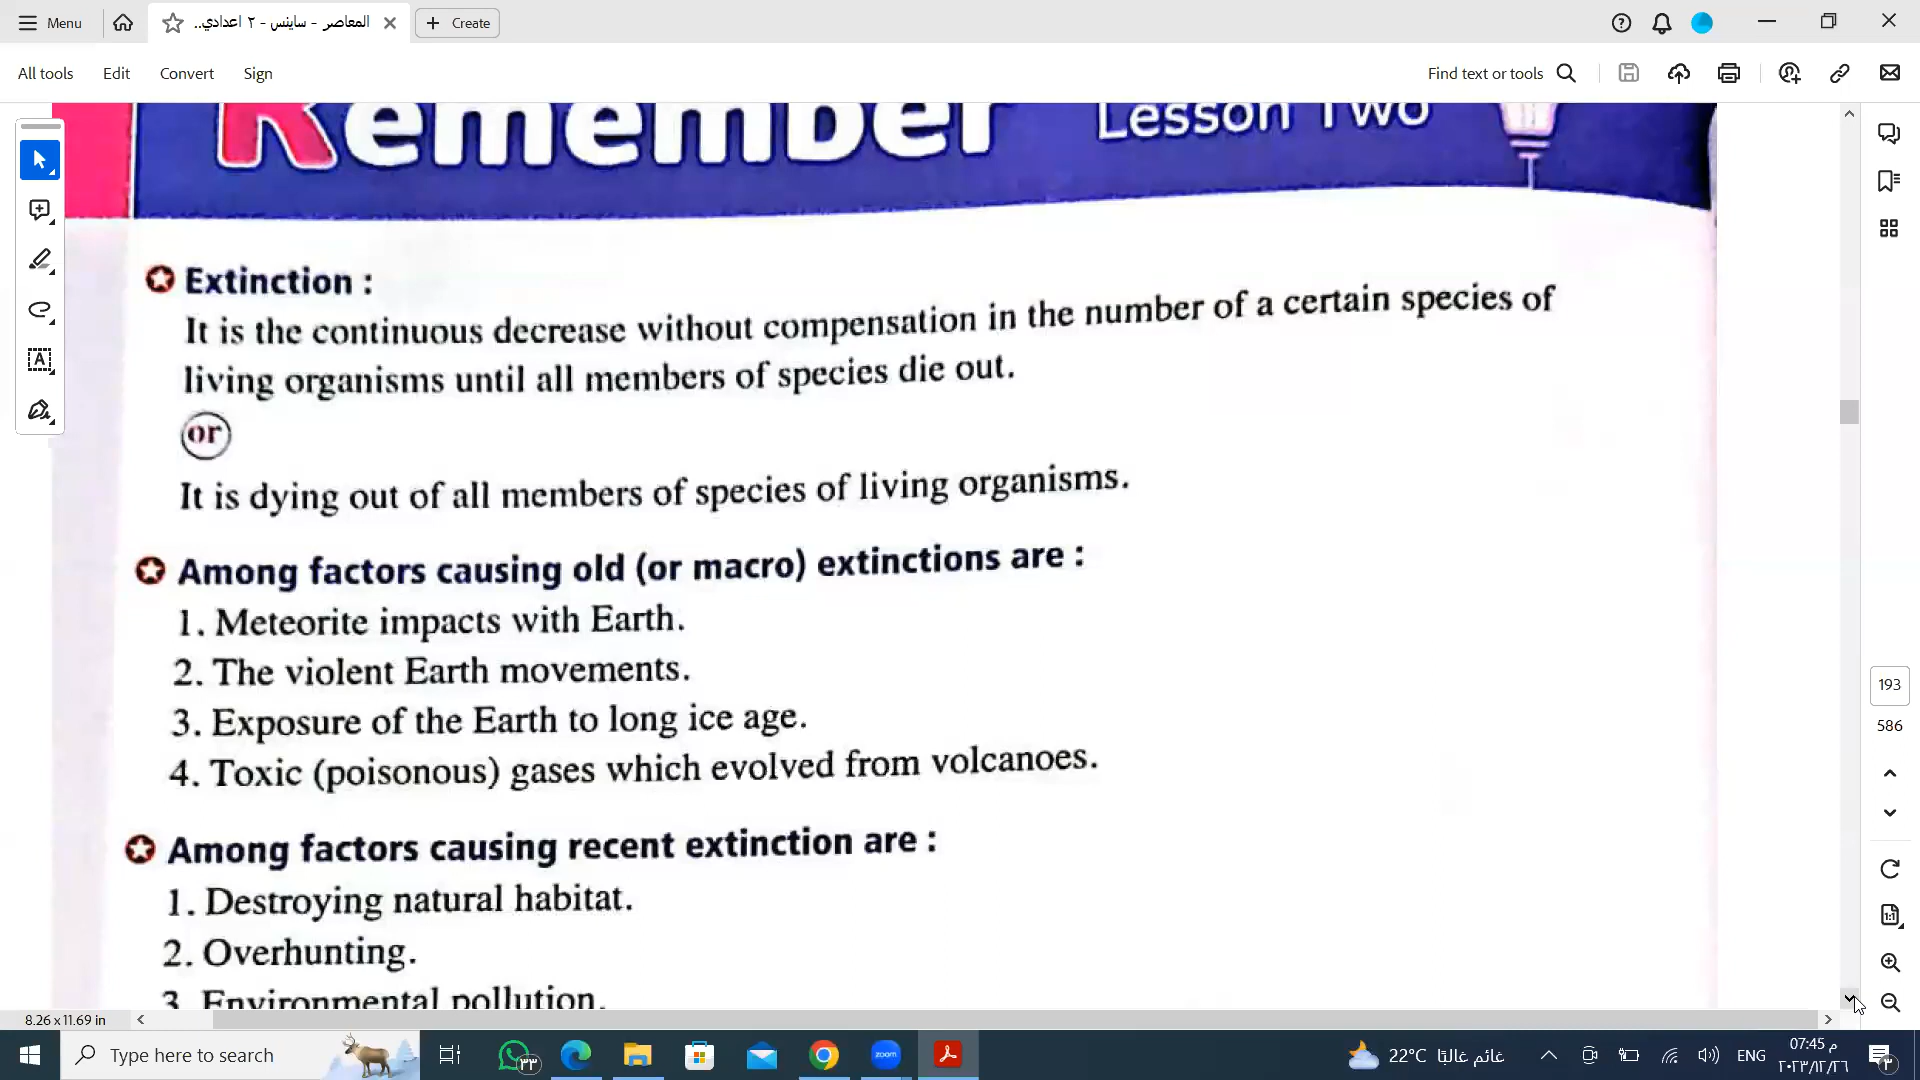 Menu
المعاصر - ساينس - ٢ اعدادي..
Create
All tools
Edit
Convert
Sign
Find text or tools
Remember
Lesson Two
Extinction :
It is the continuous decrease without compensation in the number of a certain species of
living organisms until all members of species die out.
or
It is dying out of all members of species of living organisms.
Among factors causing old (or macro) extinctions are :
1. Meteorite impacts with Earth.
2. The violent Earth movements.
3. Exposure of the Earth to long ice age.
4. Toxic (poisonous) gases which evolved from volcanoes.
Among factors causing recent extinction are :
1. Destroying natural habitat.
2. Overhunting.
3. Environmental pollution.
193
586
8.26 x 11.69 in
Type here to search
٣٣
zoom
22°C غائم غالبًا
ENG
07:45 م
٢٠٢٣/١٢/٢٦
٣